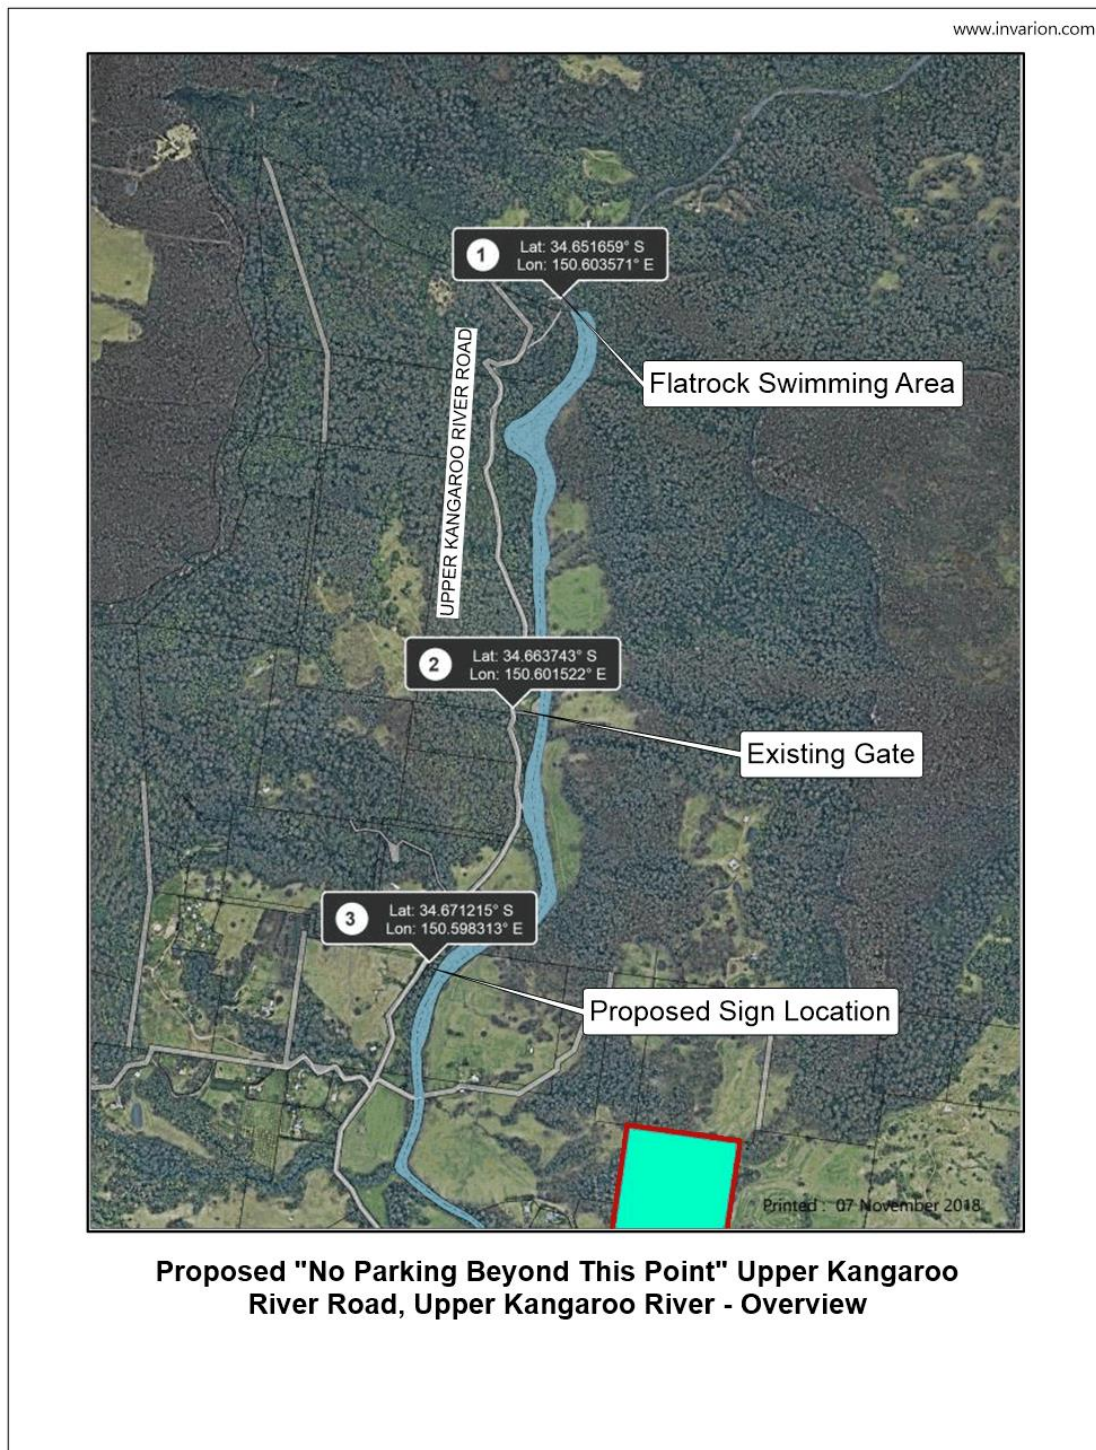 www.invarion.com
1
Lat: 34.651659° S
Lon: 150.603571° E
Flatrock Swimming Area
UPPER KANGAROO RIVER ROAD
2
Lat: 34.663743° S
Lon: 150.601522° E
Existing Gate
3
Lat: 34.671215° S
Lon: 150.598313° E
Proposed Sign Location
Printed : 07 November 2018
Proposed "No Parking Beyond This Point" Upper Kangaroo
River Road, Upper Kangaroo River - Overview